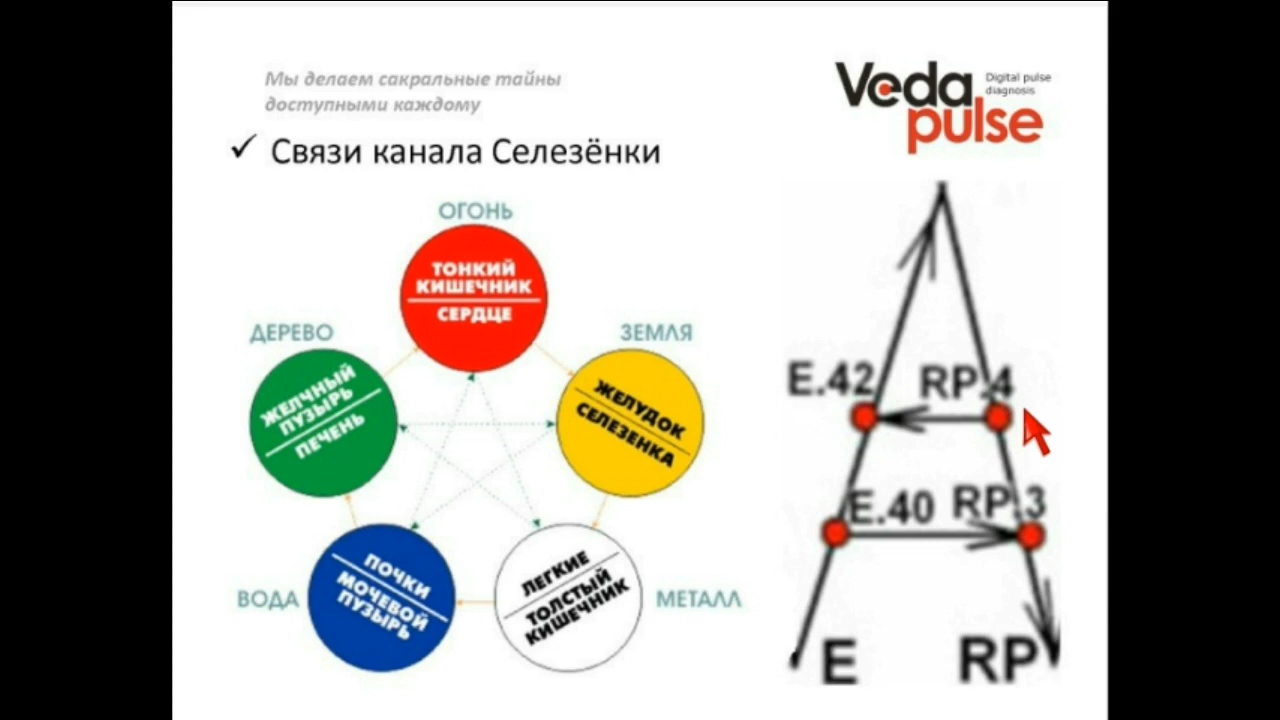 Мы делаем сакральные тайны
доступными каждому
Veda
pulse
Digital pulse
diagnosis
✓ Связи канала Селезёнки
ОГОНЬ
ТОНКИЙ
КИШЕЧНИК
СЕРДЦЕ
ДЕРЕВО
ЖЕЛЧНЫЙ
ПУЗЫРЬ
ПЕЧЕНЬ
ЗЕМЛЯ
ЖЕЛУДОК
СЕЛЕЗЕНКА
ВОДА
ПОЧКИ
МОЧЕВОЙ
ПУЗЫРЬ
ЛЕГКИЕ
ТОЛСТЫЙ
КИШЕЧНИК
МЕТАЛЛ
E.42 RP.4
E.40 RP.3
E RP